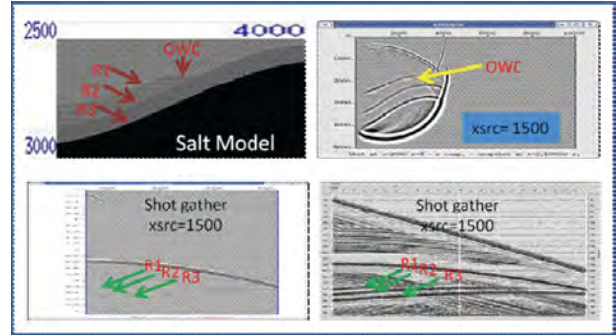 2500
4000
OWC
R1
R2
R3
3000
Salt Model
OWC
xsrc= 1500
Shot gather
xsrc=1500
R1
R2
R3
Shot gather
xsrc=1500
R1
R2
R3